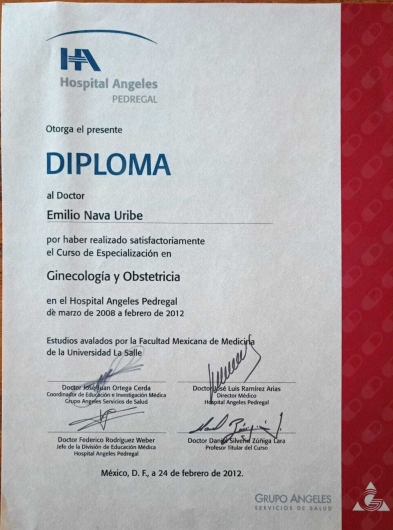 HA
Hospital Angeles
PEDREGAL
Otorga el presente
DIPLOMA
al Doctor
Emilio Nava Uribe
por haber realizado satisfactoriamente
el Curso de Especialización en
Ginecología y Obstetricia
en el Hospital Angeles Pedregal
de marzo de 2008 a febrero de 2012
Estudios avalados por la Facultad Mexicana de Medicina
de la Universidad La Salle
Doctor José Juan Ortega Cerda
Coordinador de Educación e Investigación Médica
Grupo Angeles Servicios de Salud
Doctor José Luis Ramírez Arias
Director Médico
Hospital Angeles Pedregal
Doctor Federico Rodríguez Weber
Jefe de la División de Educación Médica
Hospital Angeles Pedregal
Doctor Daniel Silverio Zúñiga Lara
Profesor Titular del Curso
México, D. F., a 24 de febrero de 2012.
GRUPO ANGELES
SERVICIOS DE SALUD